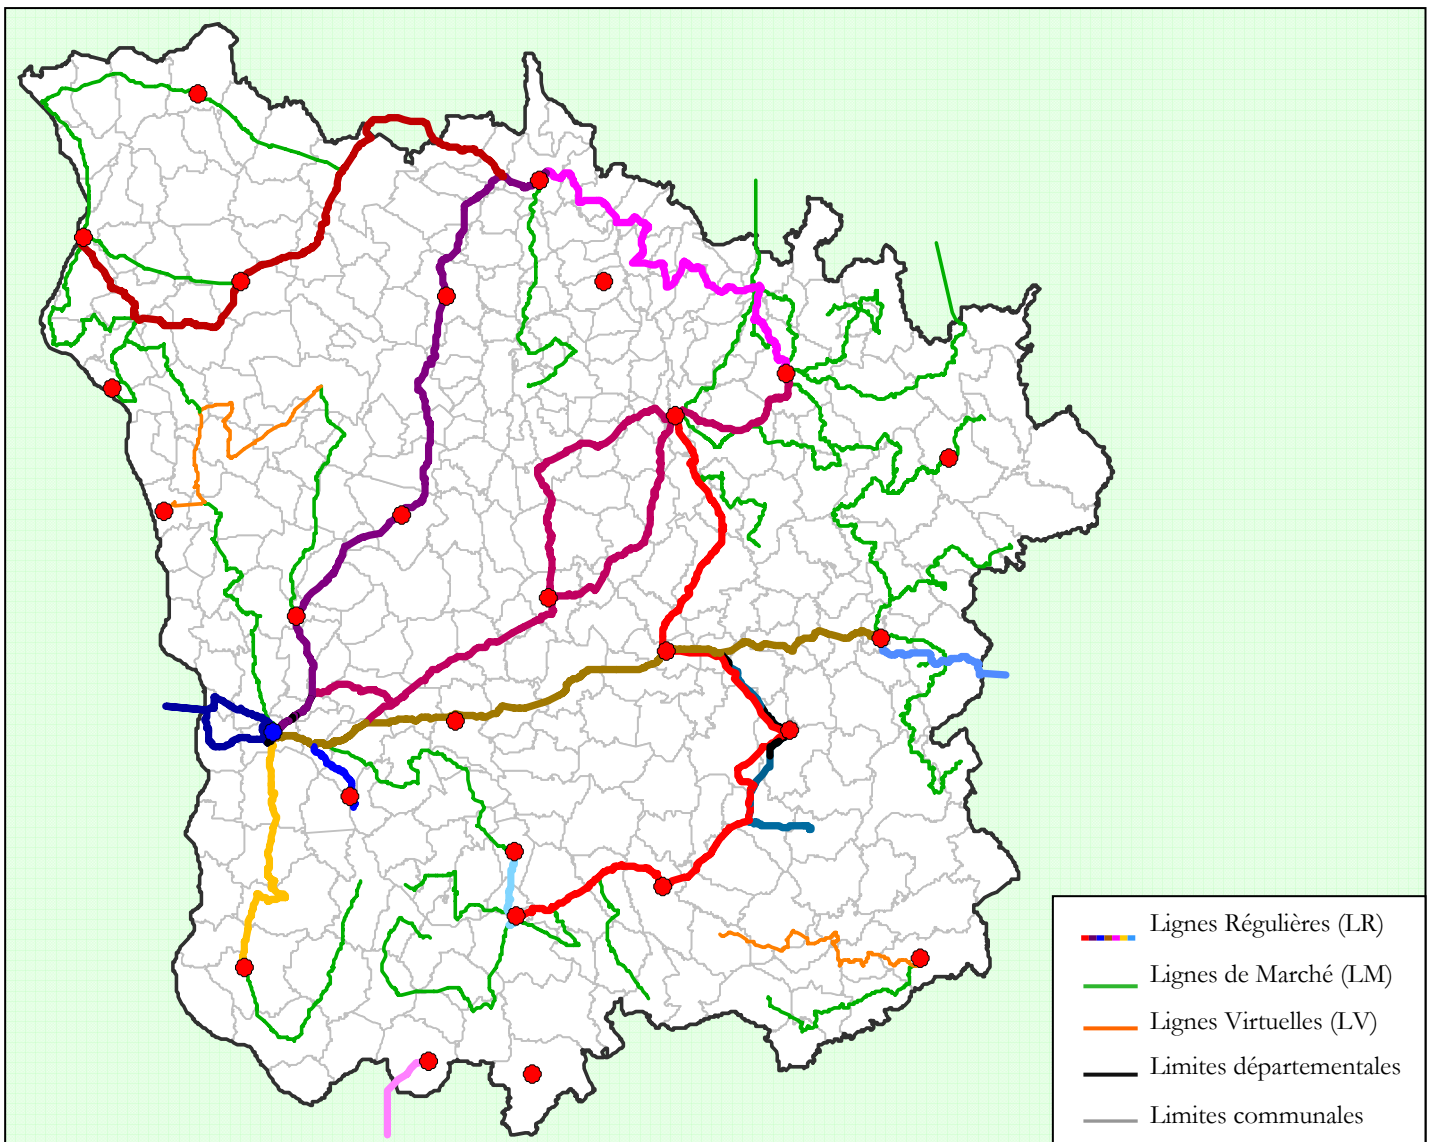 Lignes Régulières (LR)
Lignes de Marché (LM)
Lignes Virtuelles (LV)
Limites départementales
Limites communales